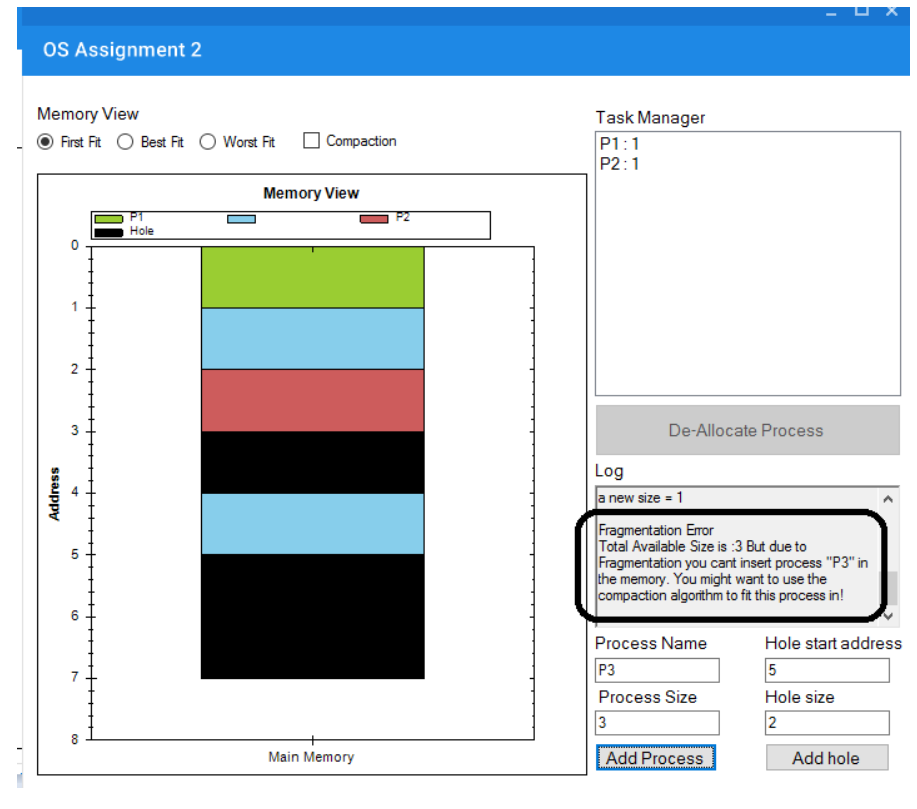 OS Assignment 2
Memory View
First Fit Best Fit Worst Fit Compaction
Memory View
P1 P2
Hole
0
1
2
3
4
5
6
7
8
Address
Main Memory
Task Manager
P1 : 1
P2 : 1
De-Allocate Process
Log
a new size = 1
Fragmentation Error
Total Available Size is :3 But due to
Fragmentation you cant insert process "P3" in
the memory. You might want to use the
compaction algorithm to fit this process in!
Process Name Hole start address
P3 5
Process Size Hole size
3 2
Add Process Add hole